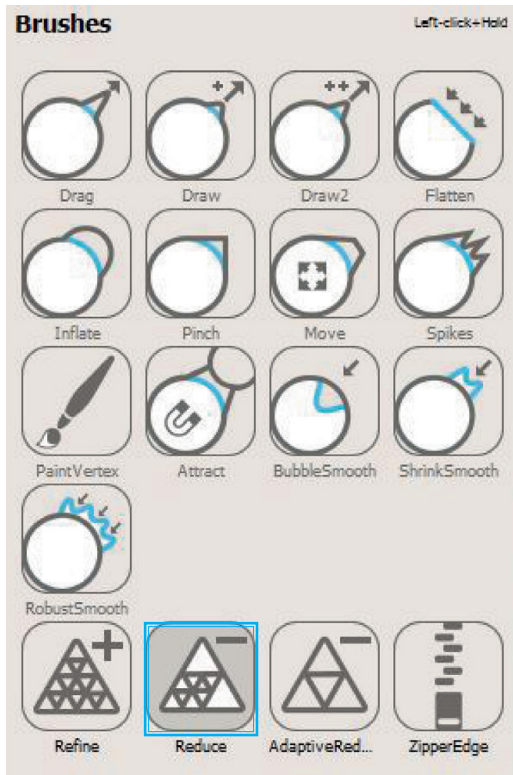 Brushes Left-click+Hold
Drag Draw Draw2 Flatten
Inflate Pinch Move Spikes
PaintVertex Attract BubbleSmooth ShrinkSmooth
RobustSmooth
Refine Reduce AdaptiveRed... ZipperEdge